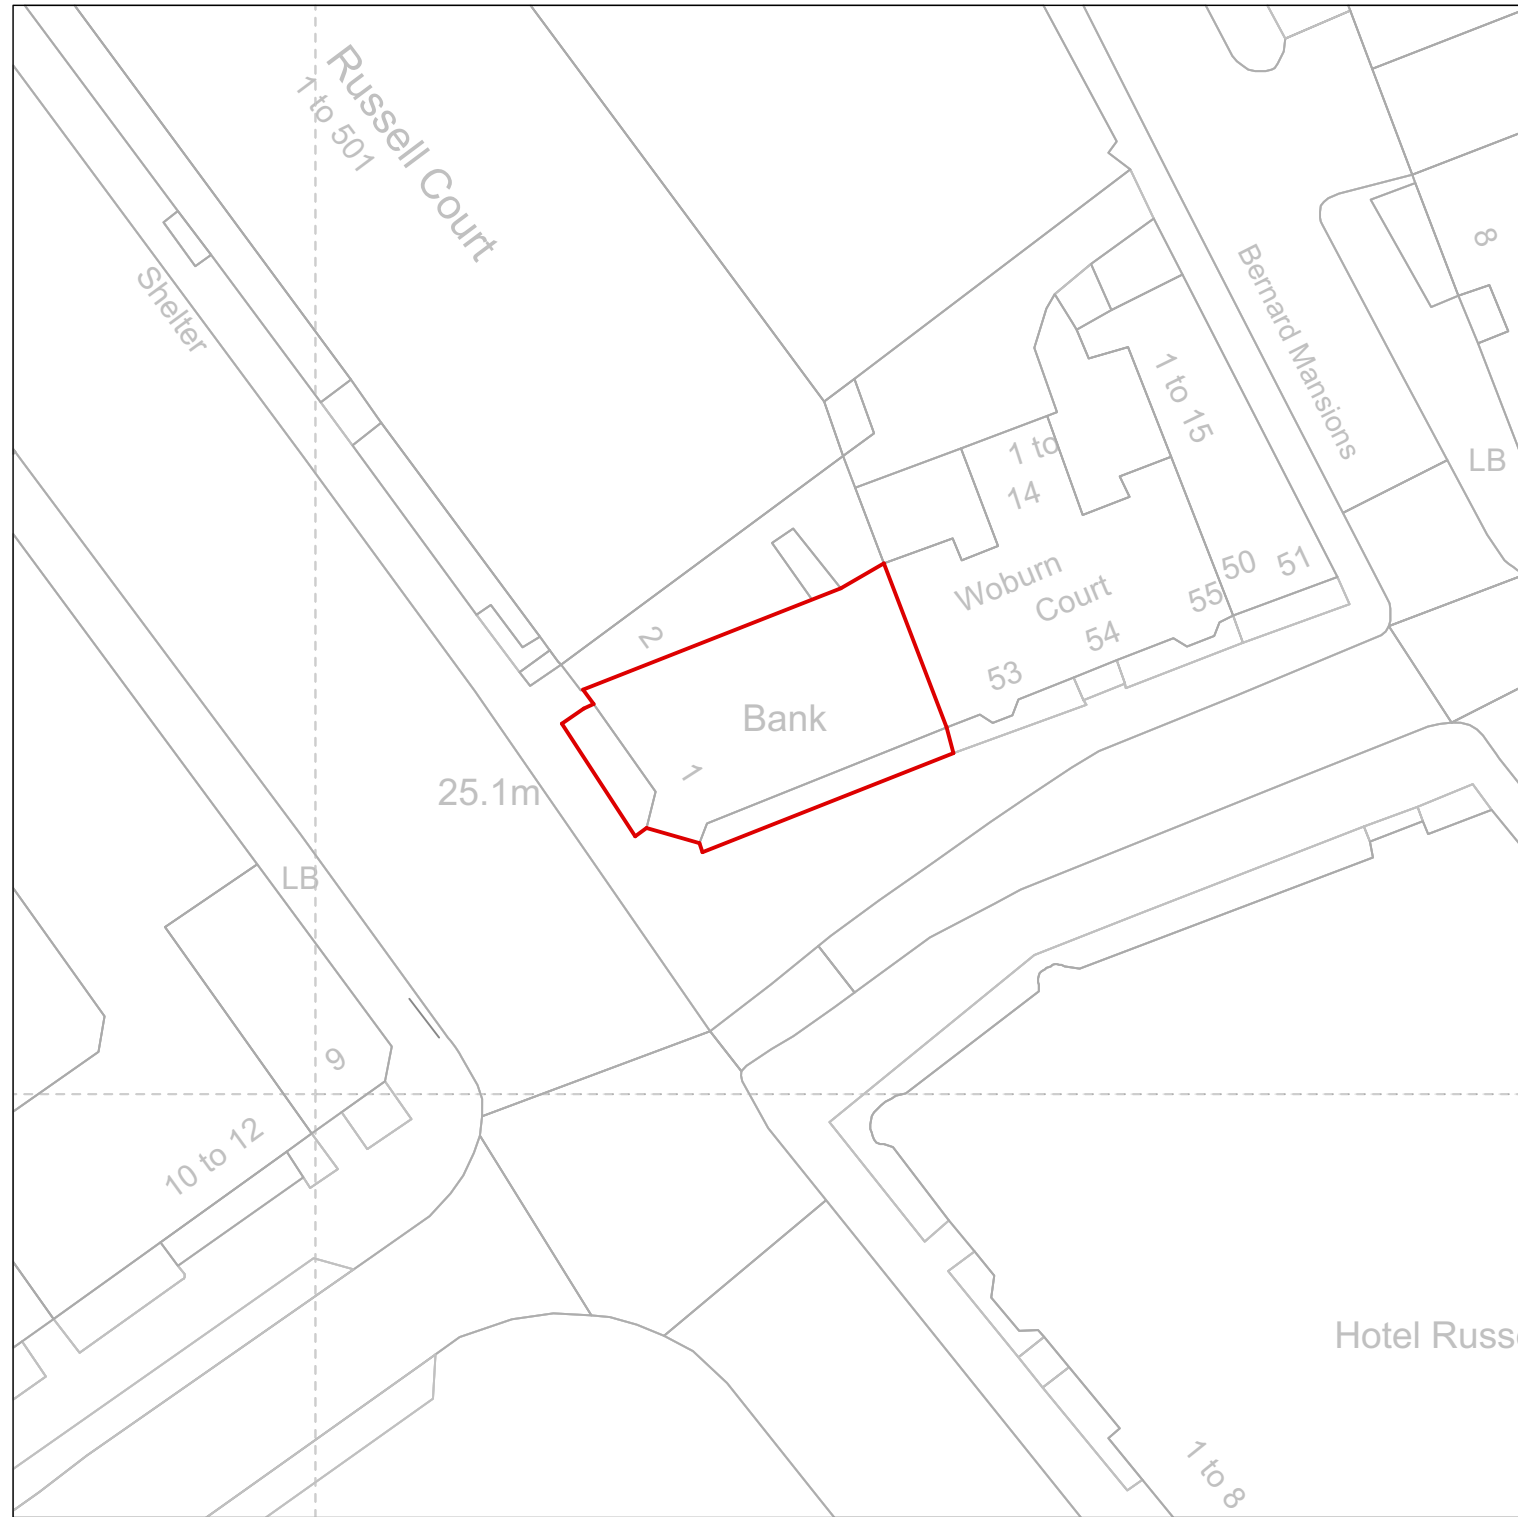 Russell Court
1 to 501
Shelter
Bernard Mansions
8
1 to 15
LB
1 to
14
Woburn
Court
50
51
55
54
53
2
Bank
1
25.1m
LB
9
10 to 12
Hotel Russ
1 to 8